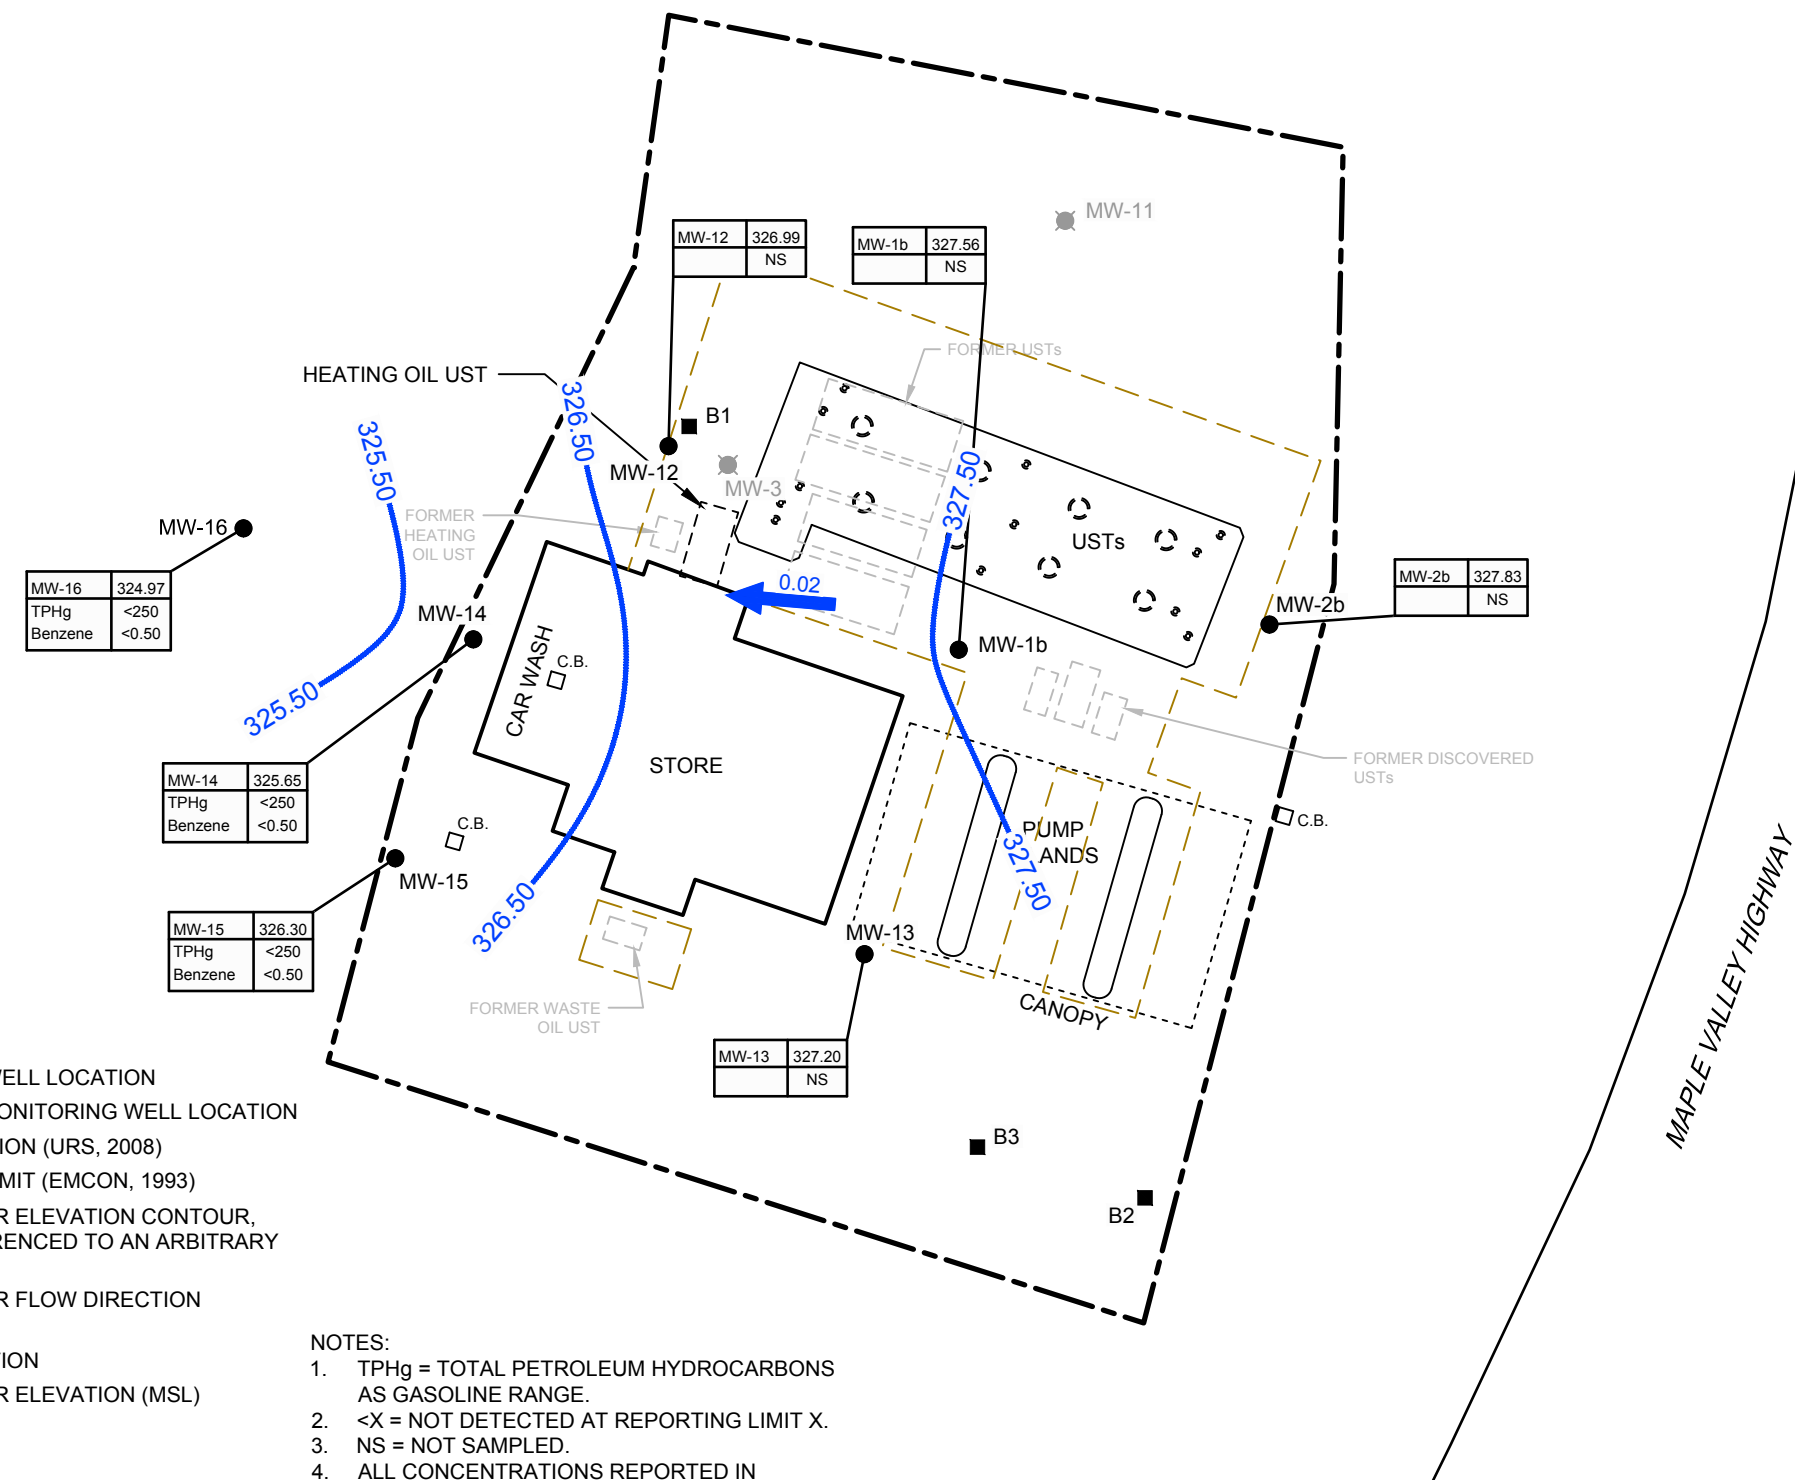 MW-11
MW-12 326.99
NS
MW-1b 327.56
NS
FORMER USTs
HEATING OIL UST
326.50
325.50
B1
MW-12
MW-3
327.50
MW-16
FORMER
HEATING
OIL UST
USTs
MW-16 324.97
TPHg <250
Benzene <0.50
0.02
MW-2b 327.83
NS
MW-2b
MW-14
MW-1b
CAR WASH
C.B.
325.50
STORE
FORMER DISCOVERED
USTs
MW-14 325.65
TPHg <250
Benzene <0.50
C.B.
C.B.
PUMP
ANDS
327.50
MW-15
326.50
MW-15 326.30
TPHg <250
Benzene <0.50
MW-13
FORMER WASTE
OIL UST
CANOPY
MW-13 327.20
NS
MAPLE VALLEY HIGHWAY
B3
B2
WELL LOCATION
ONITORING WELL LOCATION
ION (URS, 2008)
MIT (EMCON, 1993)
R ELEVATION CONTOUR,
RENCED TO AN ARBITRARY
R FLOW DIRECTION
TION
R ELEVATION (MSL)
NOTES:
1. TPHg = TOTAL PETROLEUM HYDROCARBONS
AS GASOLINE RANGE.
2. <X = NOT DETECTED AT REPORTING LIMIT X.
3. NS = NOT SAMPLED.
4. ALL CONCENTRATIONS REPORTED IN